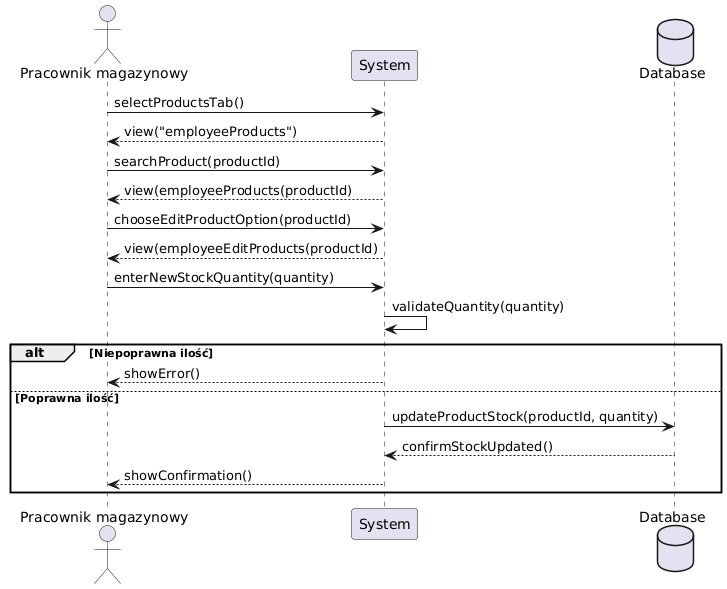 Pracownik magazynowy
System
Database
selectProductsTab()
view("employeeProducts")
searchProduct(productId)
view(employeeProducts(productId)
chooseEditProductOption(productId)
view(employeeEditProducts(productId)
enterNewStockQuantity(quantity)
validateQuantity(quantity)
alt [Niepoprawna ilość]
showError()
[Poprawna ilość]
updateProductStock(productId, quantity)
confirmStockUpdated()
showConfirmation()
Pracownik magazynowy
System
Database